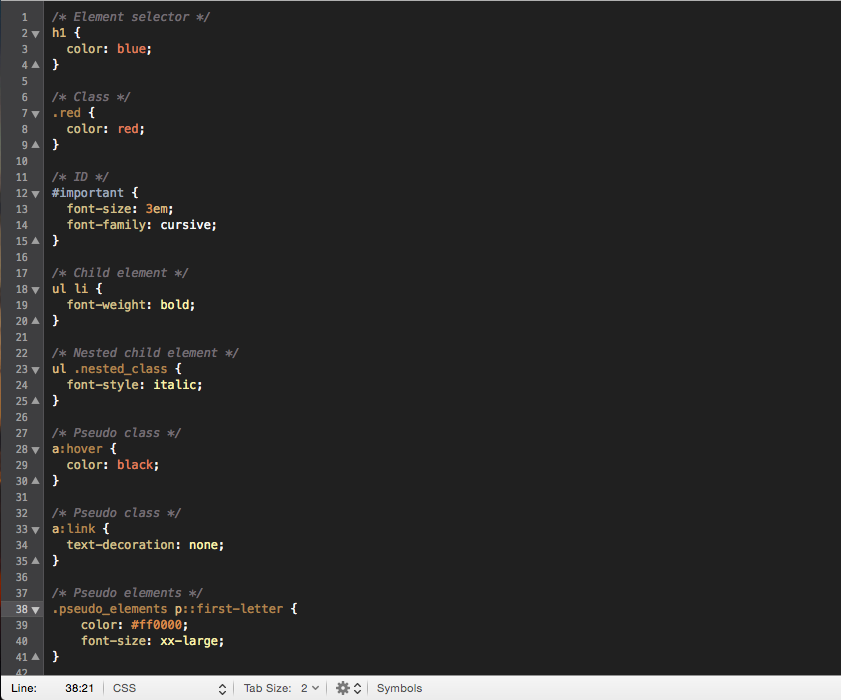 1 /* Element selector */
2 h1 {
3   color: blue;
4 }
5
6 /* Class */
7 .red {
8   color: red;
9 }
10
11 /* ID */
12 #important {
13   font-size: 3em;
14   font-family: cursive;
15 }
16
17 /* Child element */
18 ul li {
19   font-weight: bold;
20 }
21
22 /* Nested child element */
23 ul .nested_class {
24   font-style: italic;
25 }
26
27 /* Pseudo class */
28 a:hover {
29   color: black;
30 }
31
32 /* Pseudo class */
33 a:link {
34   text-decoration: none;
35 }
36
37 /* Pseudo elements */
38 .pseudo_elements p::first-letter {
39     color: #ff0000;
40     font-size: xx-large;
41 }
42
Line: 38:21 CSS Tab Size: 2 Symbols